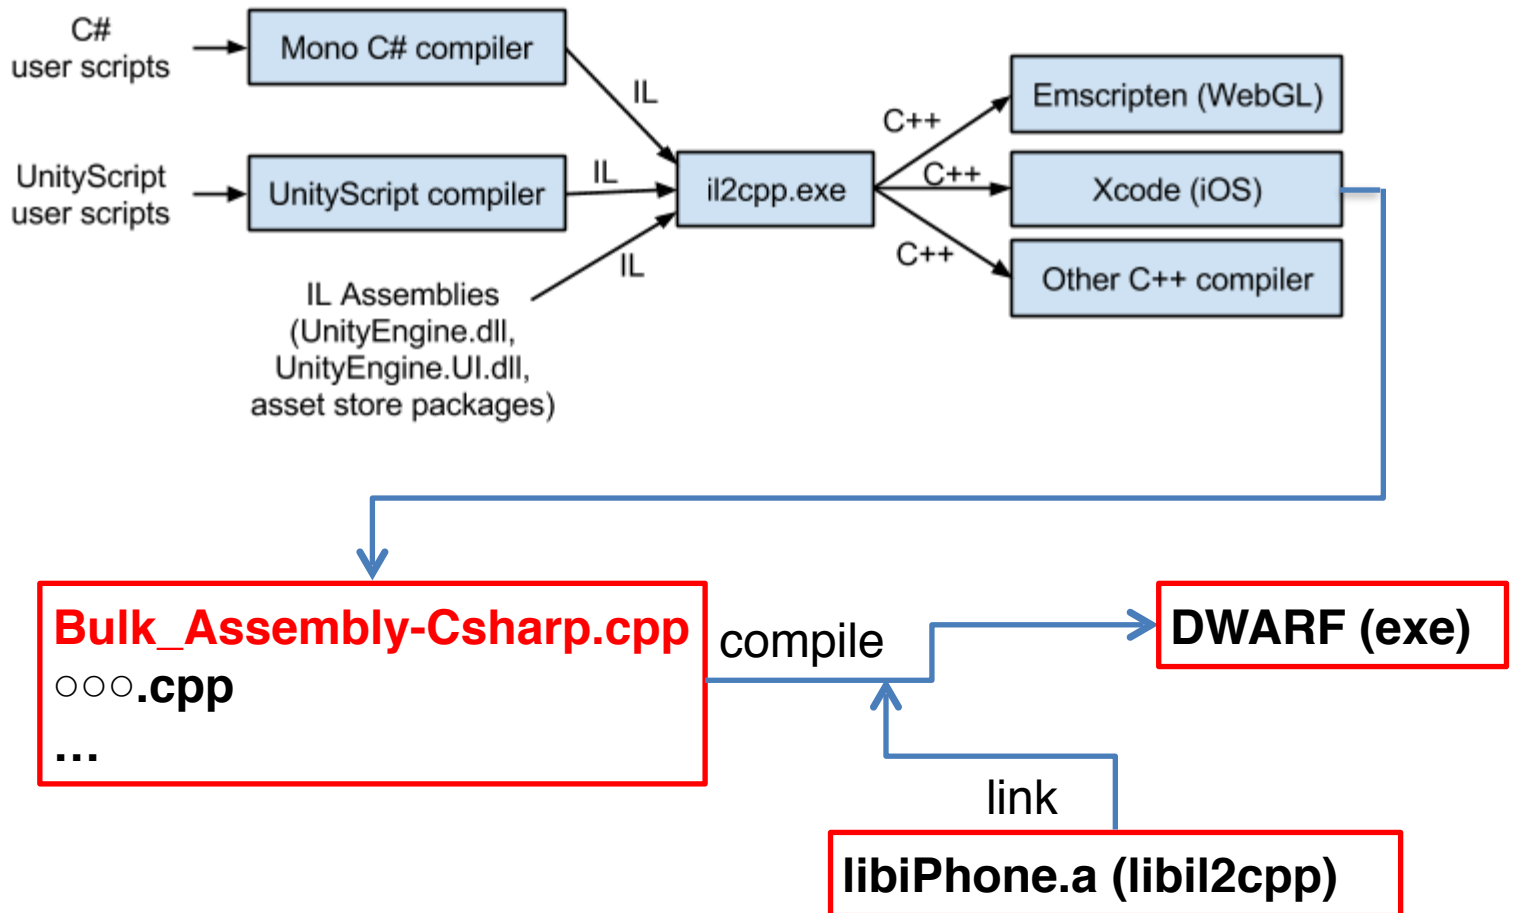 C#
user scripts
Mono C# compiler
IL
Emscripten (WebGL)
C++
UnityScript
user scripts
UnityScript compiler
IL
il2cpp.exe
C++
Xcode (iOS)
IL
C++
Other C++ compiler
IL Assemblies
(UnityEngine.dll,
UnityEngine.UI.dll,
asset store packages)
Bulk_Assembly-Csharp.cpp
○○○.cpp
...
compile
DWARF (exe)
link
libiPhone.a (libil2cpp)